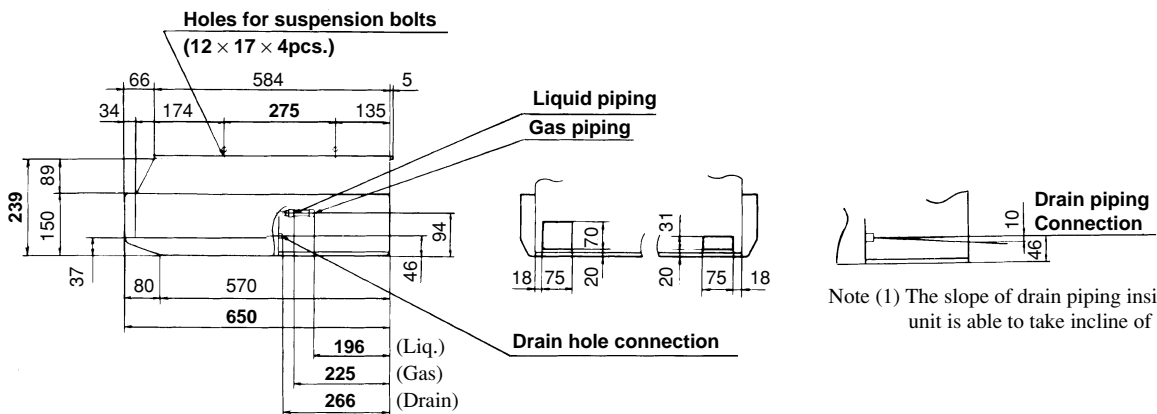 Holes for suspension bolts
(12 × 17 × 4pcs.)
66 584 5
34 174 275 135
Liquid piping
Gas piping
239
89
150
37
94
46
80 570
650
196 (Liq.)
225 (Gas)
266 (Drain)
Drain hole connection
70
20
31
20
18 75
75 18
10
46
Drain piping
Connection
Note (1) The slope of drain piping insi
unit is able to take incline of